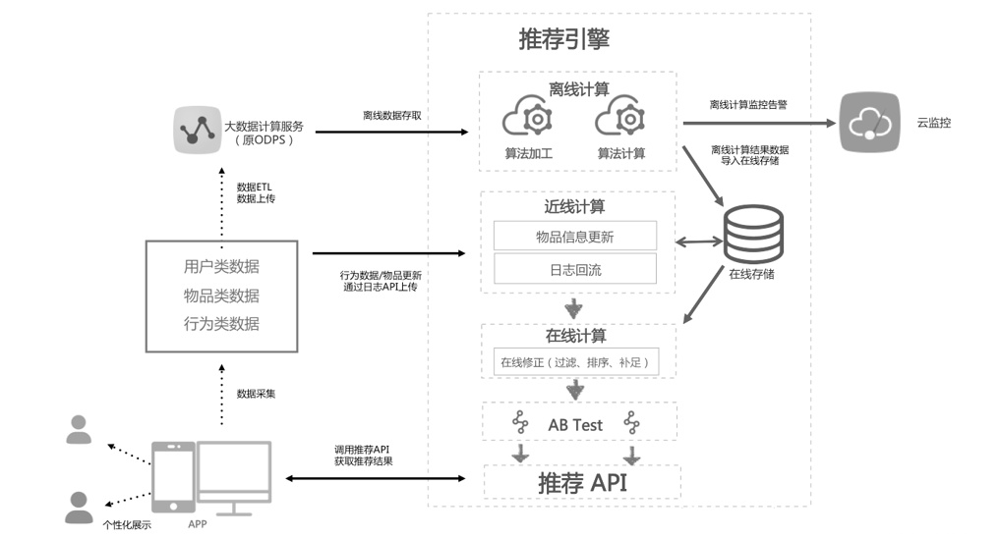 推荐引擎
离线计算
算法加工
算法计算
离线数据存取
大数据计算服务
（原ODPS）
离线计算监控告警
云监控
离线计算结果数据
导入在线存储
数据ETL
数据上传
近线计算
物品信息更新
日志回流
在线存储
用户类数据
物品类数据
行为类数据
行为数据/物品更新
通过日志API上传
在线计算
在线修正（过滤、排序、补足）
数据采集
AB Test
调用推荐API
获取推荐结果
推荐 API
个性化展示
APP